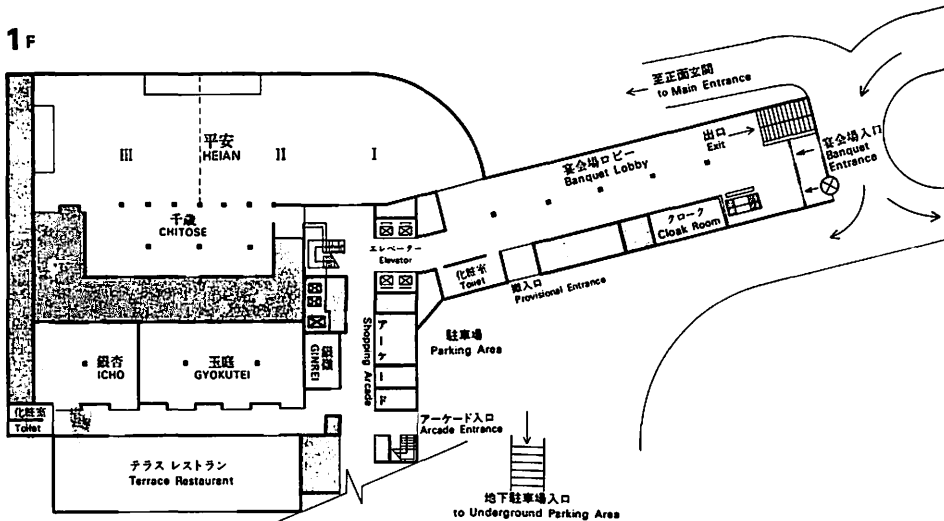 1F
至正面玄関
to Main Entrance
出口
Exit
宴会場入口
Banquet
Entrance
宴会場ロビー
Banquet Lobby
平安
HEIAN
III
II
I
千歳
CHITOSE
エレベーター
Elevator
クローク
Cloak Room
化粧室
Toilet
Provisional Entrance
駐車場
Parking Area
Shopping Arcade
アーケード
銀杏
ICHO
玉庭
GYOKUTEI
GINREI
化粧室
Toilet
アーケード入口
Arcade Entrance
テラス レストラン
Terrace Restaurant
地下駐車場入口
to Underground Parking Area